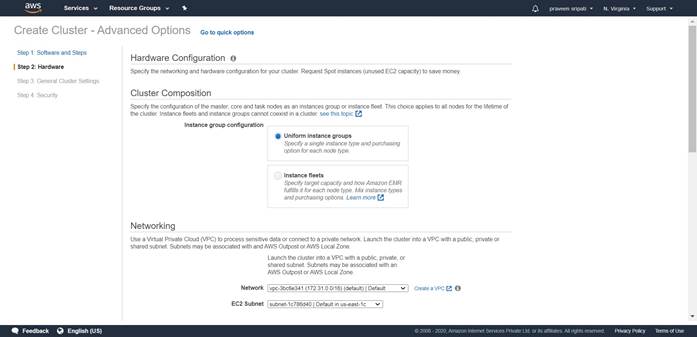 aws
Services
Resource Groups
praveen sripati
N. Virginia
Support
Create Cluster - Advanced Options
Go to quick options
Step 1: Software and Steps
Step 2: Hardware
Step 3: General Cluster Settings
Step 4: Security
Hardware Configuration
Specify the networking and hardware configuration for your cluster. Request Spot instances (unused EC2 capacity) to save money.
Cluster Composition
Specify the configuration of the master, core and task nodes as an instances group or instance fleet. This choice applies to all nodes for the lifetime of
the cluster. Instance fleets and instance groups cannot coexist in a cluster. see this topic
Instance group configuration
Uniform instance groups
Specify a single instance type and purchasing
option for each node type.
Instance fleets
Specify target capacity and how Amazon EMR
fulfills it for each node type. Mix instance types
and purchasing options. Learn more
Networking
Use a Virtual Private Cloud (VPC) to process sensitive data or connect to a private network. Launch the cluster into a VPC with a public, private or
shared subnet. Subnets may be associated with and AWS Outpost or AWS Local Zone.
Launch the cluster into a VPC with a public, private, or
shared subnet. Subnets may be associated with an
AWS Outpost or AWS Local Zone.
Network
vpc-3bc6e341 (172.31.0.0/16) (default) | Default
Create a VPC
EC2 Subnet
subnet-1c786d40 | Default in us-east-1c
Feedback
English (US)
© 2008 - 2020, Amazon Internet Services Private Ltd. or its affiliates. All rights reserved.
Privacy Policy
Terms of Use